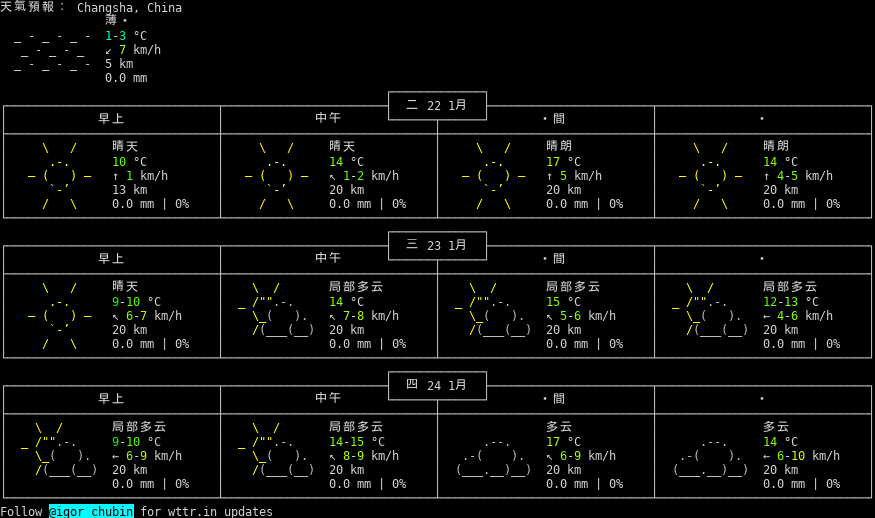 天氣預報： Changsha, China
薄・
1-3 °C
↙ 7 km/h
5 km
0.0 mm
二 22 1月
早上 中午 ・間 ・
晴天 晴天 晴朗 晴朗
10 °C 14 °C 17 °C 14 °C
↑ 1 km/h ↖ 1-2 km/h ↑ 5 km/h ↑ 4-5 km/h
13 km 20 km 20 km 20 km
0.0 mm | 0% 0.0 mm | 0% 0.0 mm | 0% 0.0 mm | 0%
三 23 1月
早上 中午 ・間 ・
晴天 局部多云 局部多云 局部多云
9-10 °C 14 °C 15 °C 12-13 °C
↖ 6-7 km/h ↖ 7-8 km/h ↖ 5-6 km/h ← 4-6 km/h
20 km 20 km 20 km 20 km
0.0 mm | 0% 0.0 mm | 0% 0.0 mm | 0% 0.0 mm | 0%
四 24 1月
早上 中午 ・間 ・
局部多云 局部多云 多云 多云
9-10 °C 14-15 °C 17 °C 14 °C
← 6-9 km/h ↖ 8-9 km/h ↖ 6-9 km/h ← 6-10 km/h
20 km 20 km 20 km 20 km
0.0 mm | 0% 0.0 mm | 0% 0.0 mm | 0% 0.0 mm | 0%
Follow @igor_chubin for wttr.in updates